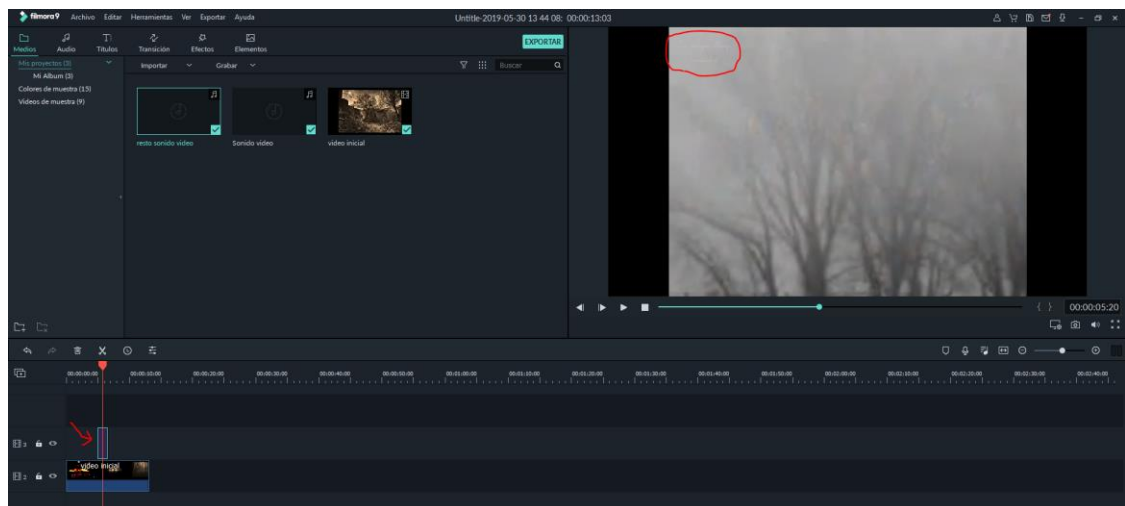 filmora9 Archivo Editar Herramientas Ver Exportar Ayuda Untitle-2019-05-30 13 44 08: 00:00:13:03
Medios Audio Títulos Transición Efectos Elementos EXPORTAR
Mis proyectos (3) Importar Grabar Buscar
Mi Album (3)
Colores de muestra (15)
Videos de muestra (9)
resto sonido video Sonido video video inicial
{ } 00:00:05:20
00:00:00:00 00:00:10:00 00:00:20:00 00:00:30:00 00:00:40:00 00:00:50:00 00:01:00:00 00:01:10:00 00:01:20:00 00:01:30:00 00:01:40:00 00:01:50:00 00:02:00:00 00:02:10:00 00:02:20:00 00:02:30:00 00:02:40:00
3
video inicial
2